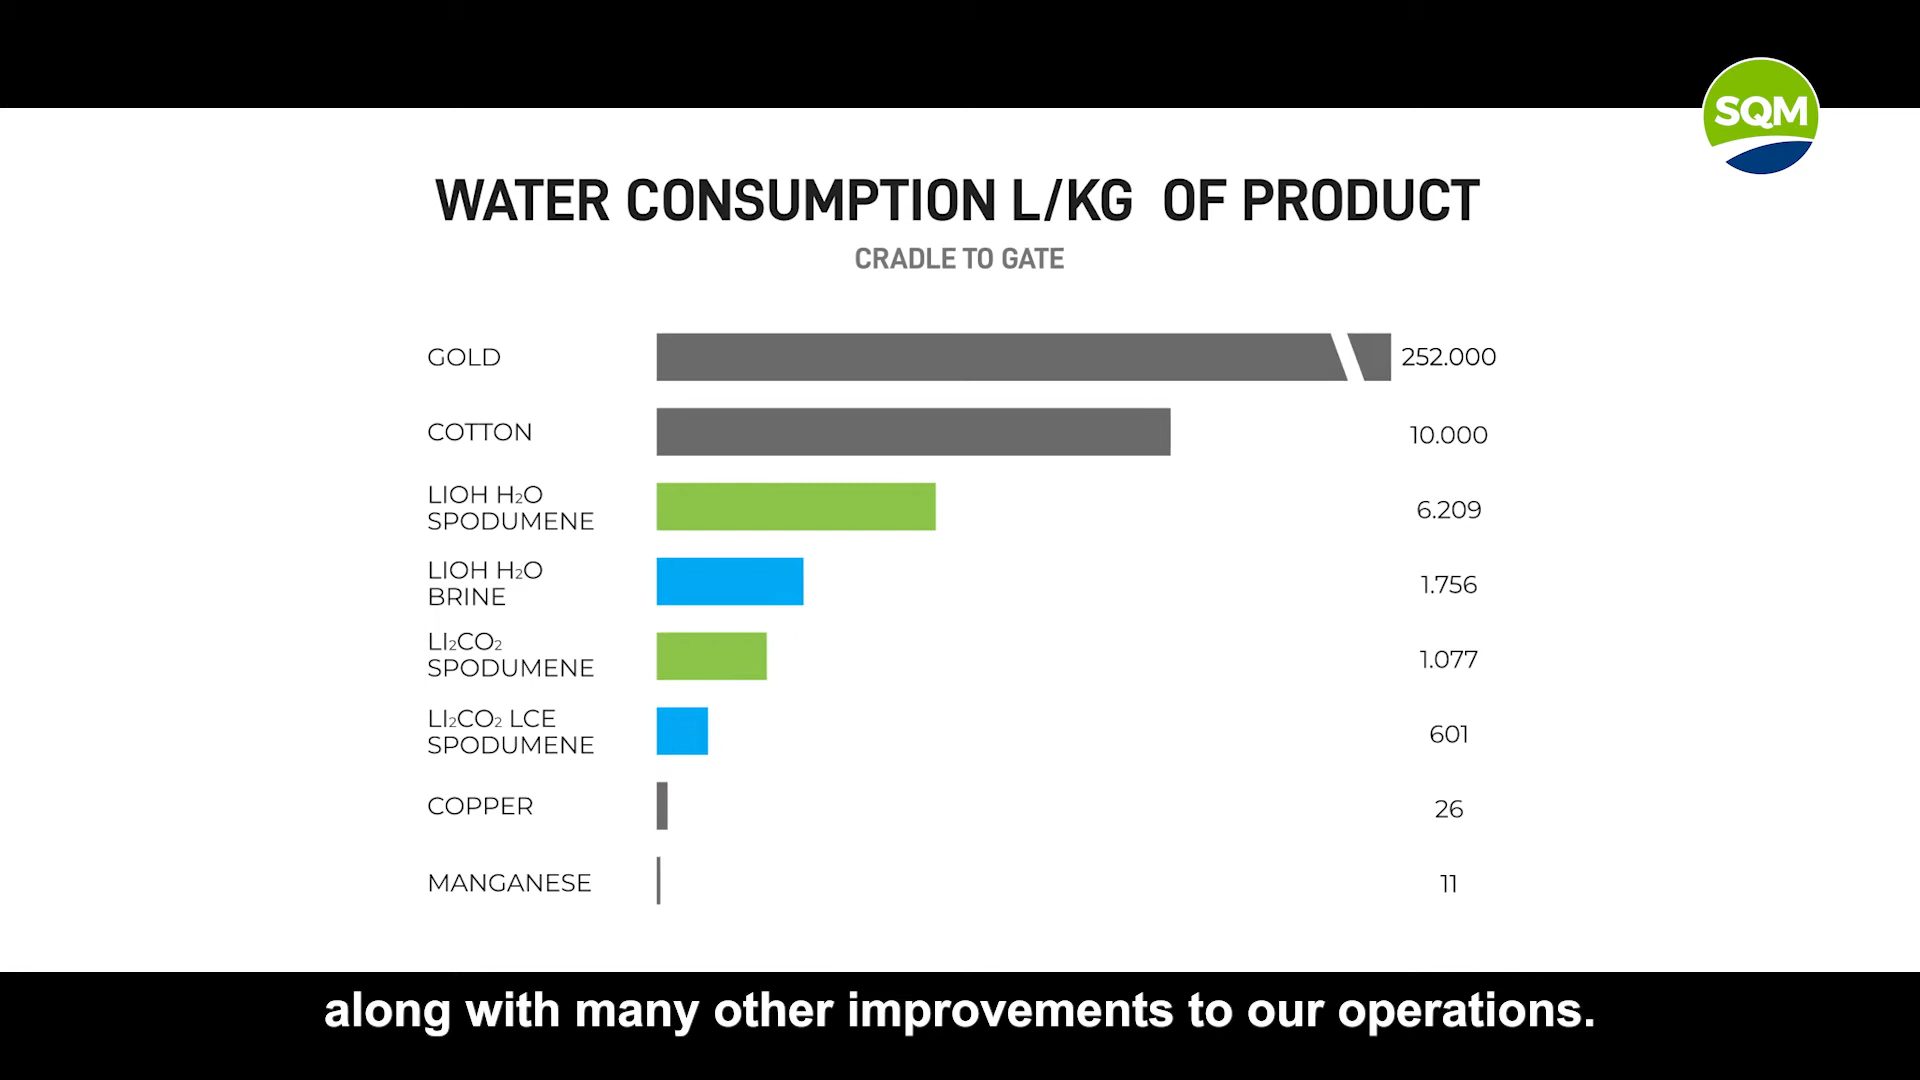 SQM
WATER CONSUMPTION L/KG OF PRODUCT
CRADLE TO GATE
GOLD 252.000
COTTON 10.000
LIOH H₂O
SPODUMENE 6.209
LIOH H₂O
BRINE 1.756
LI₂CO₂
SPODUMENE 1.077
LI₂CO₂ LCE
SPODUMENE 601
COPPER 26
MANGANESE 11
along with many other improvements to our operations.